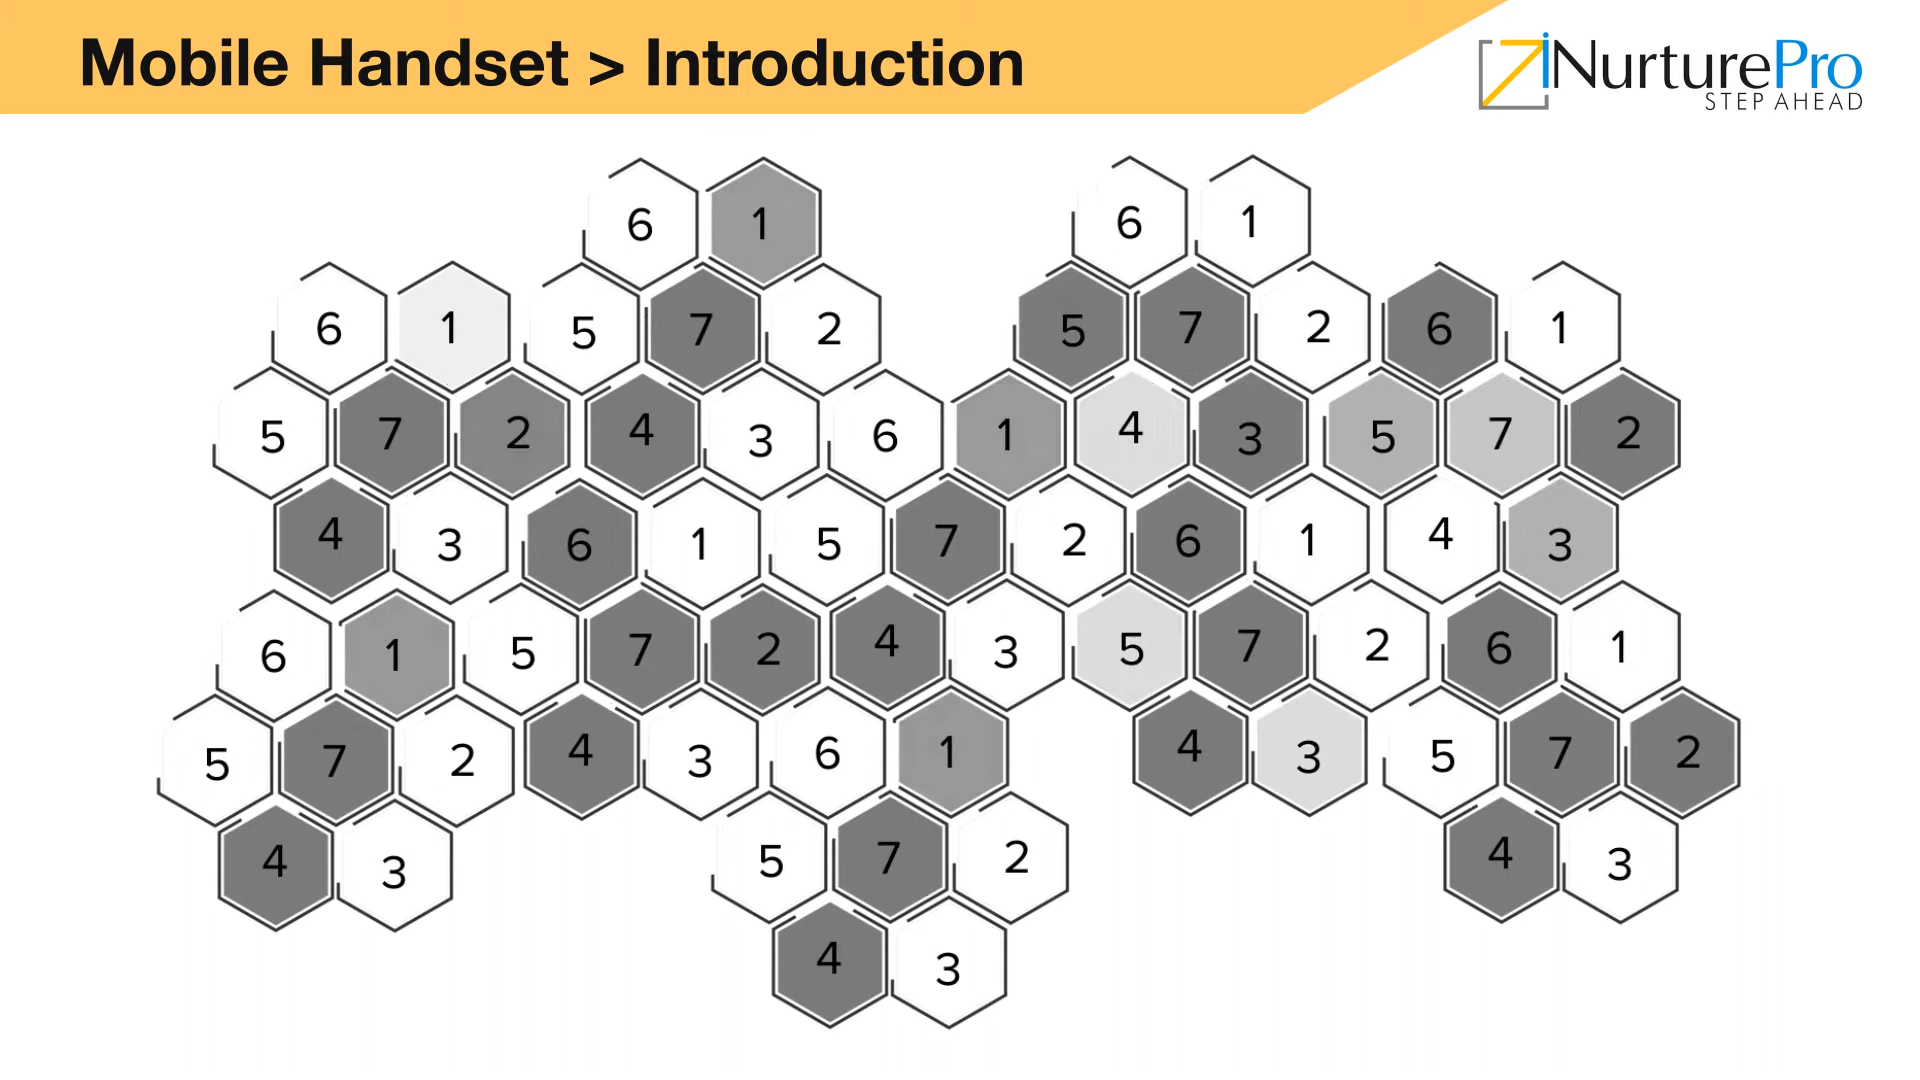 Mobile Handset > Introduction
iNurturePro
STEP AHEAD
6 1 6 1
6 1 5 7 2 5 7 2 6 1
5 7 2 4 3 6 1 4 3 5 7 2
4 3 6 1 5 7 2 6 1 4 3
6 1 5 7 2 4 3 5 7 2 6 1
5 7 2 4 3 6 1 4 3 5 7 2
4 3 5 7 2 4 3
4 3